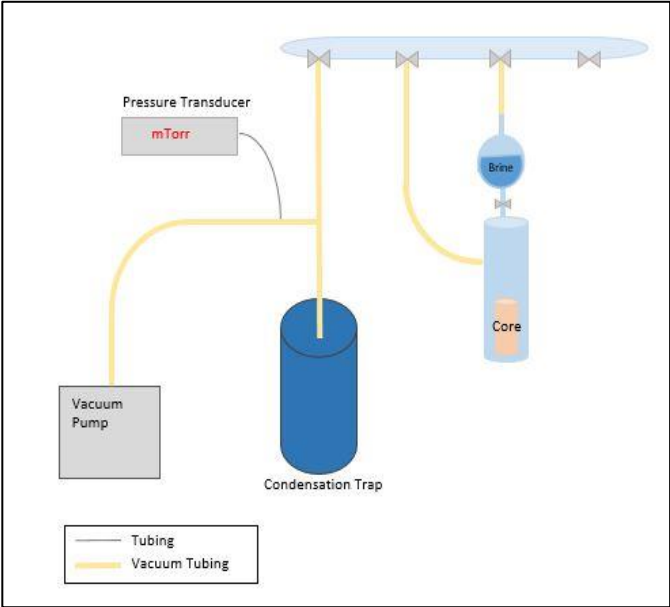 Pressure Transducer
mTorr
Brine
Core
Vacuum
Pump
Condensation Trap
Tubing
Vacuum Tubing